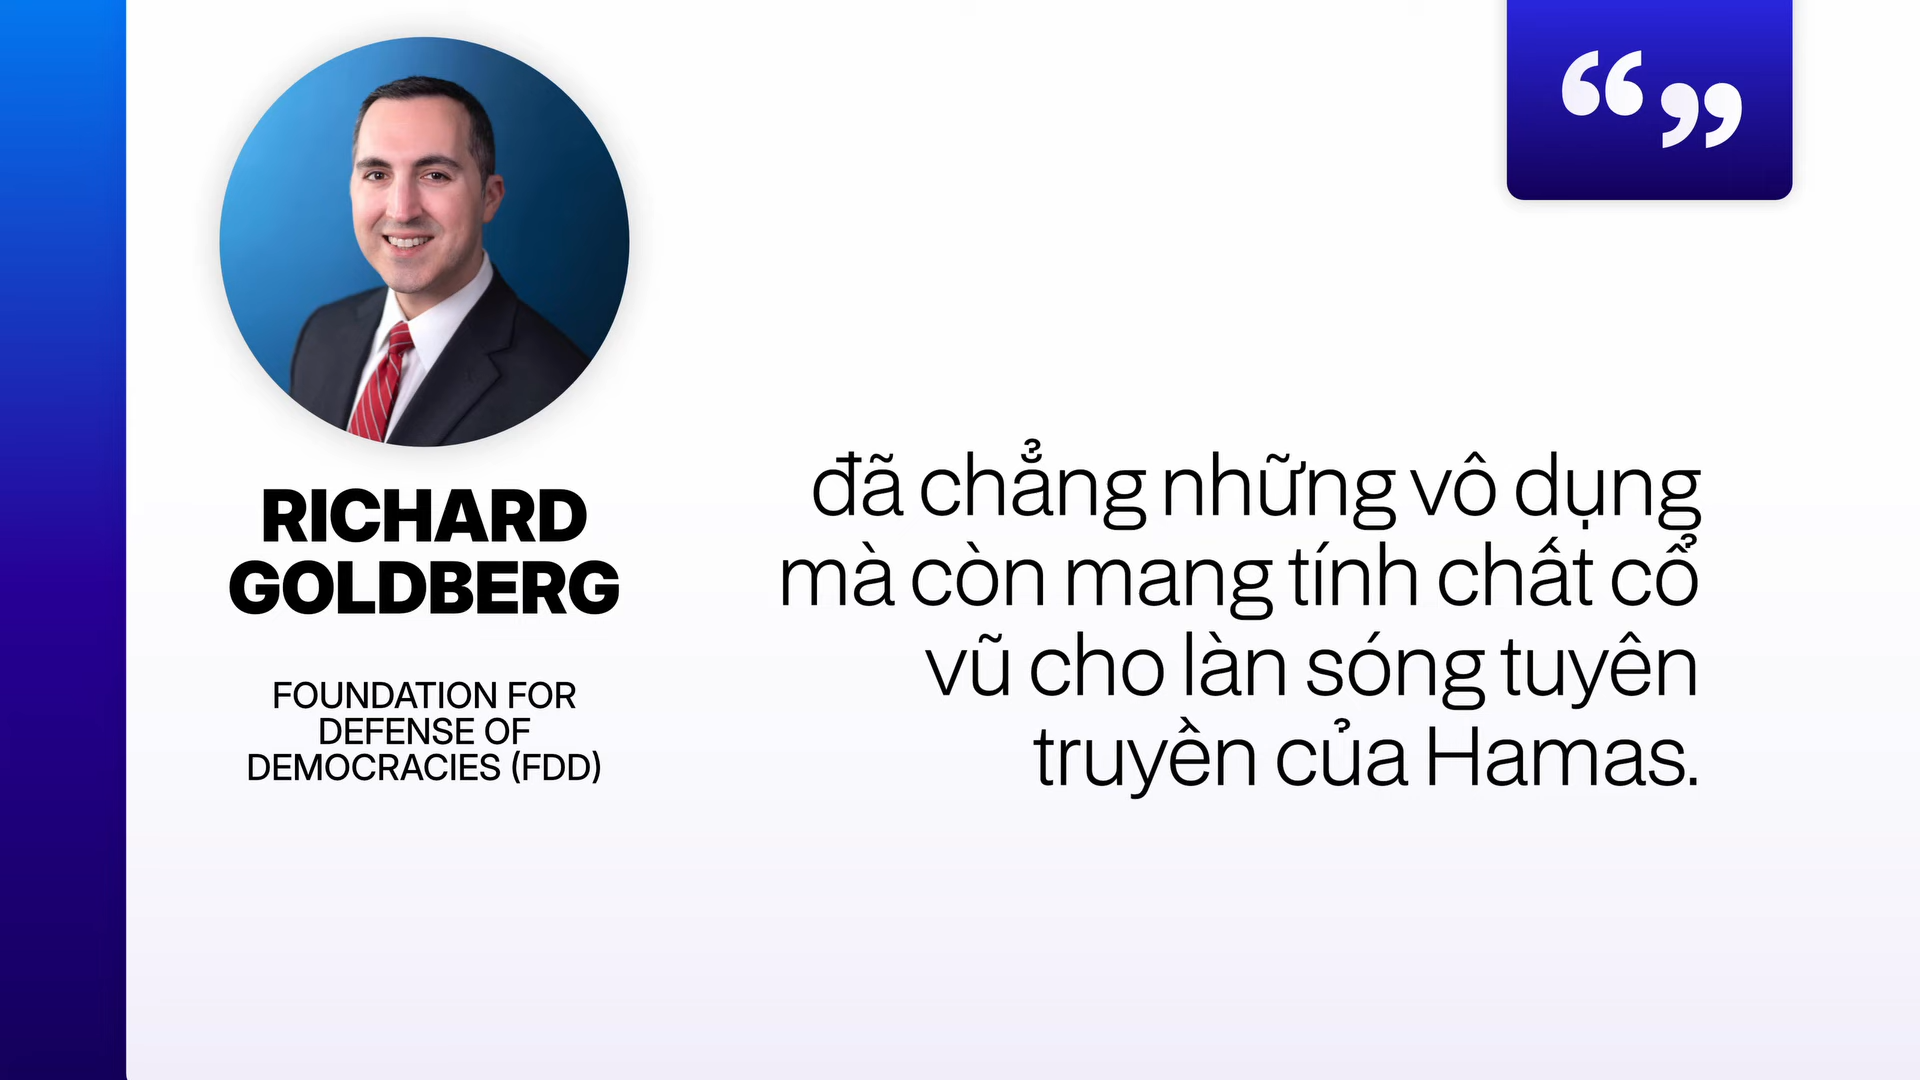 RICHARD
GOLDBERG
FOUNDATION FOR
DEFENSE OF
DEMOCRACIES (FDD)
“”
đã chẳng những vô dụng
mà còn mang tính chất cổ
vũ cho làn sóng tuyên
truyền của Hamas.